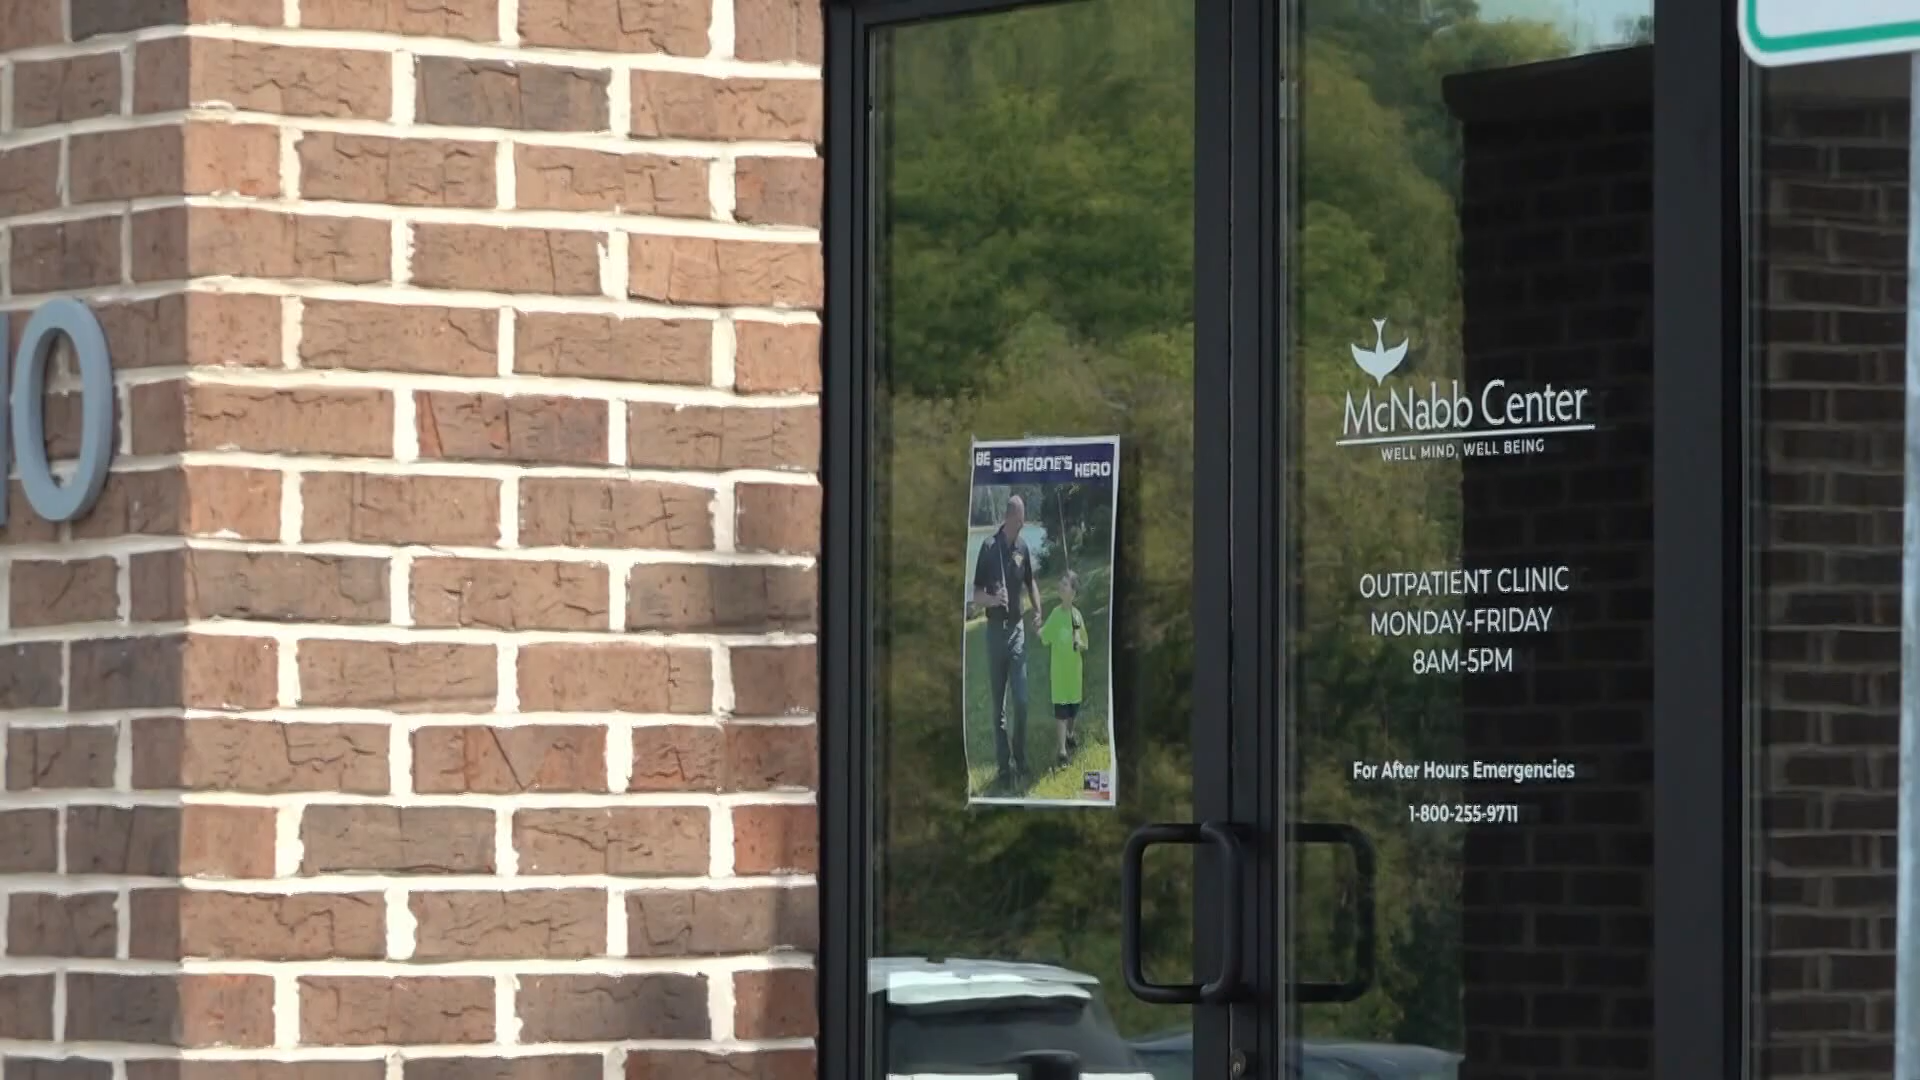 10
BE SOMEONE'S HERO
McNabb Center
WELL MIND, WELL BEING
OUTPATIENT CLINIC
MONDAY-FRIDAY
8AM-5PM
For After Hours Emergencies
1-800-255-9711